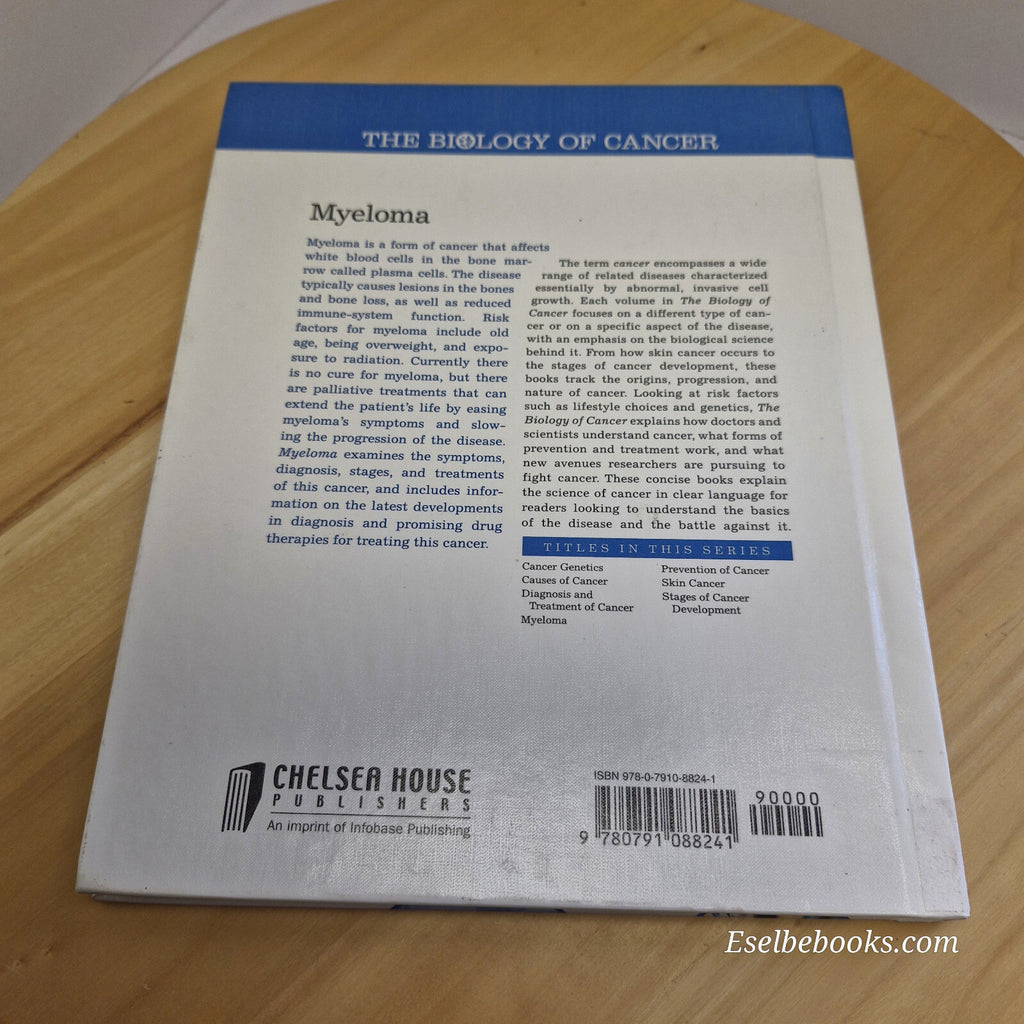 THE BIOLOGY OF CANCER
Myeloma
Myeloma is a form of cancer that affects
white blood cells in the bone mar-
row called plasma cells. The disease
typically causes lesions in the bones
and bone loss, as well as reduced
immune-system function. Risk
factors for myeloma include old
age, being overweight, and expo-
sure to radiation. Currently there
is no cure for myeloma, but there
are palliative treatments that can
extend the patient's life by easing
myeloma's symptoms and slow-
ing the progression of the disease.
Myeloma examines the symptoms,
diagnosis, stages, and treatments
of this cancer, and includes infor-
mation on the latest developments
in diagnosis and promising drug
therapies for treating this cancer.
The term cancer encompasses a wide
range of related diseases characterized
essentially by abnormal, invasive cell
growth. Each volume in The Biology of
Cancer focuses on a different type of can-
cer or on a specific aspect of the disease,
with an emphasis on the biological science
behind it. From how skin cancer occurs to
the stages of cancer development, these
books track the origins, progression, and
nature of cancer. Looking at risk factors
such as lifestyle choices and genetics, The
Biology of Cancer explains how doctors and
scientists understand cancer, what forms of
prevention and treatment work, and what
new avenues researchers are pursuing to
fight cancer. These concise books explain
the science of cancer in clear language for
readers looking to understand the basics
of the disease and the battle against it.
TITLES IN THIS SERIES
Cancer Genetics
Causes of Cancer
Diagnosis and
Treatment of Cancer
Myeloma
Prevention of Cancer
Skin Cancer
Stages of Cancer
Development
CHELSEA HOUSE
PUBLISHERS
An imprint of Infobase Publishing
ISBN 978-0-7910-8824-1
90000
9 780791 088241
Eselbebooks.com